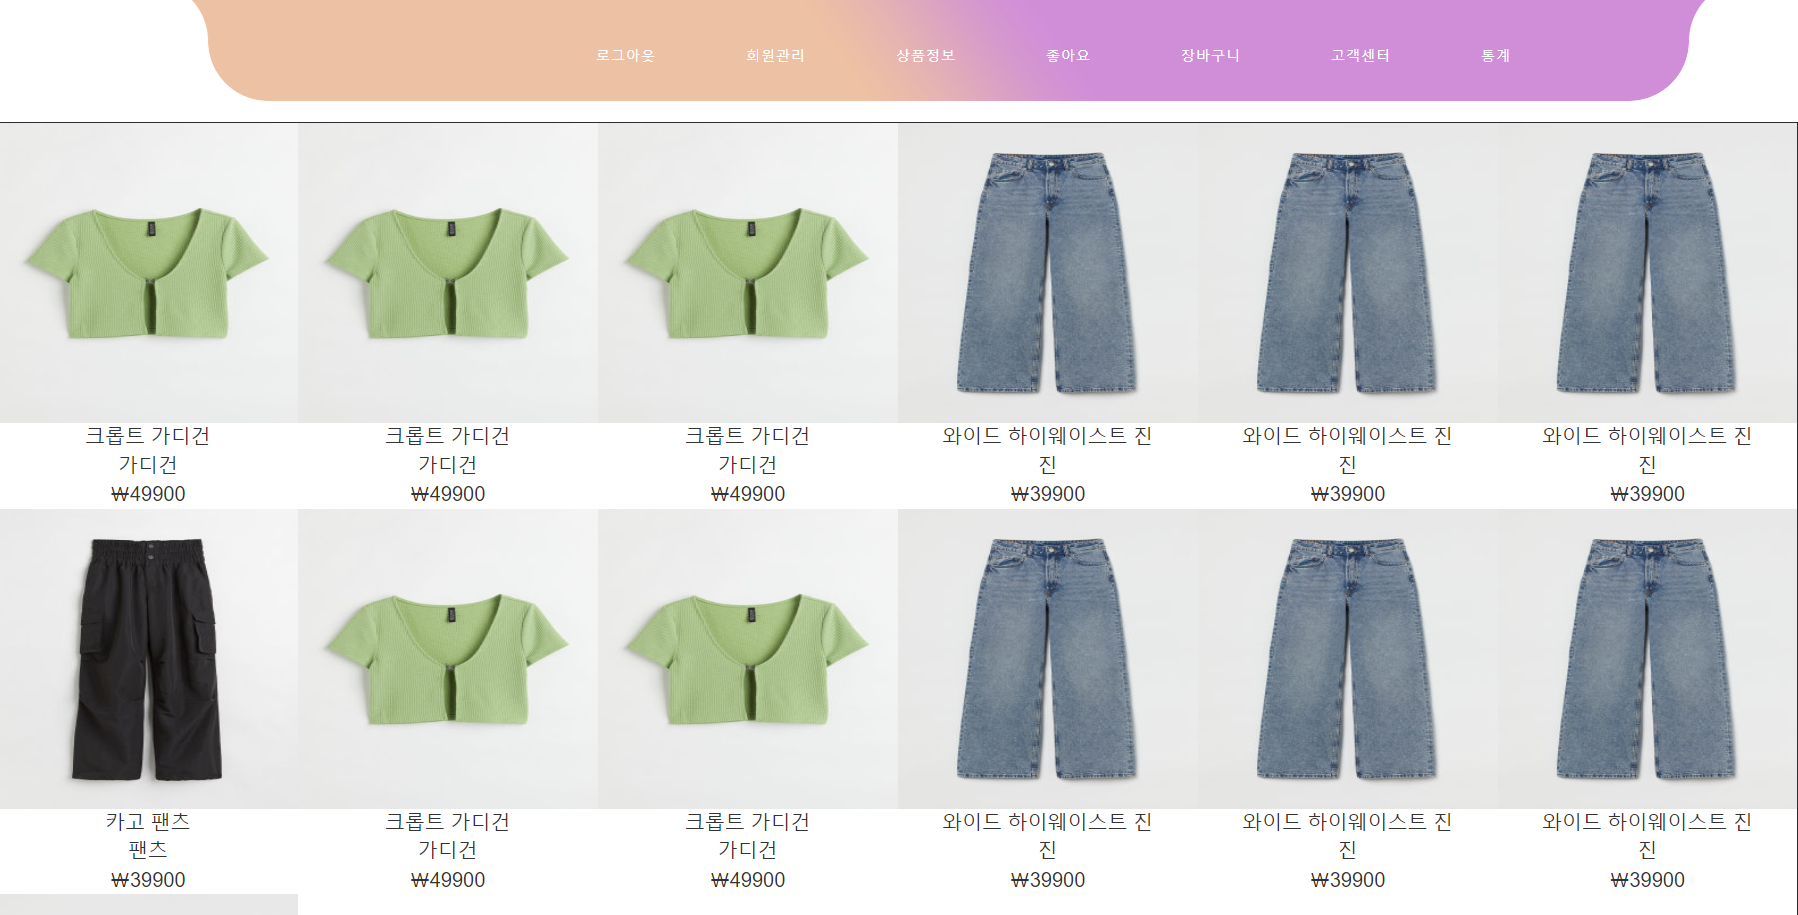 로그아웃 회원관리 상품정보 좋아요 장바구니 고객센터 통계
크롭트 가디건
가디건
₩49900
크롭트 가디건
가디건
₩49900
크롭트 가디건
가디건
₩49900
와이드 하이웨이스트 진
진
₩39900
와이드 하이웨이스트 진
진
₩39900
와이드 하이웨이스트 진
진
₩39900
카고 팬츠
팬츠
₩39900
크롭트 가디건
가디건
₩49900
크롭트 가디건
가디건
₩49900
와이드 하이웨이스트 진
진
₩39900
와이드 하이웨이스트 진
진
₩39900
와이드 하이웨이스트 진
진
₩39900